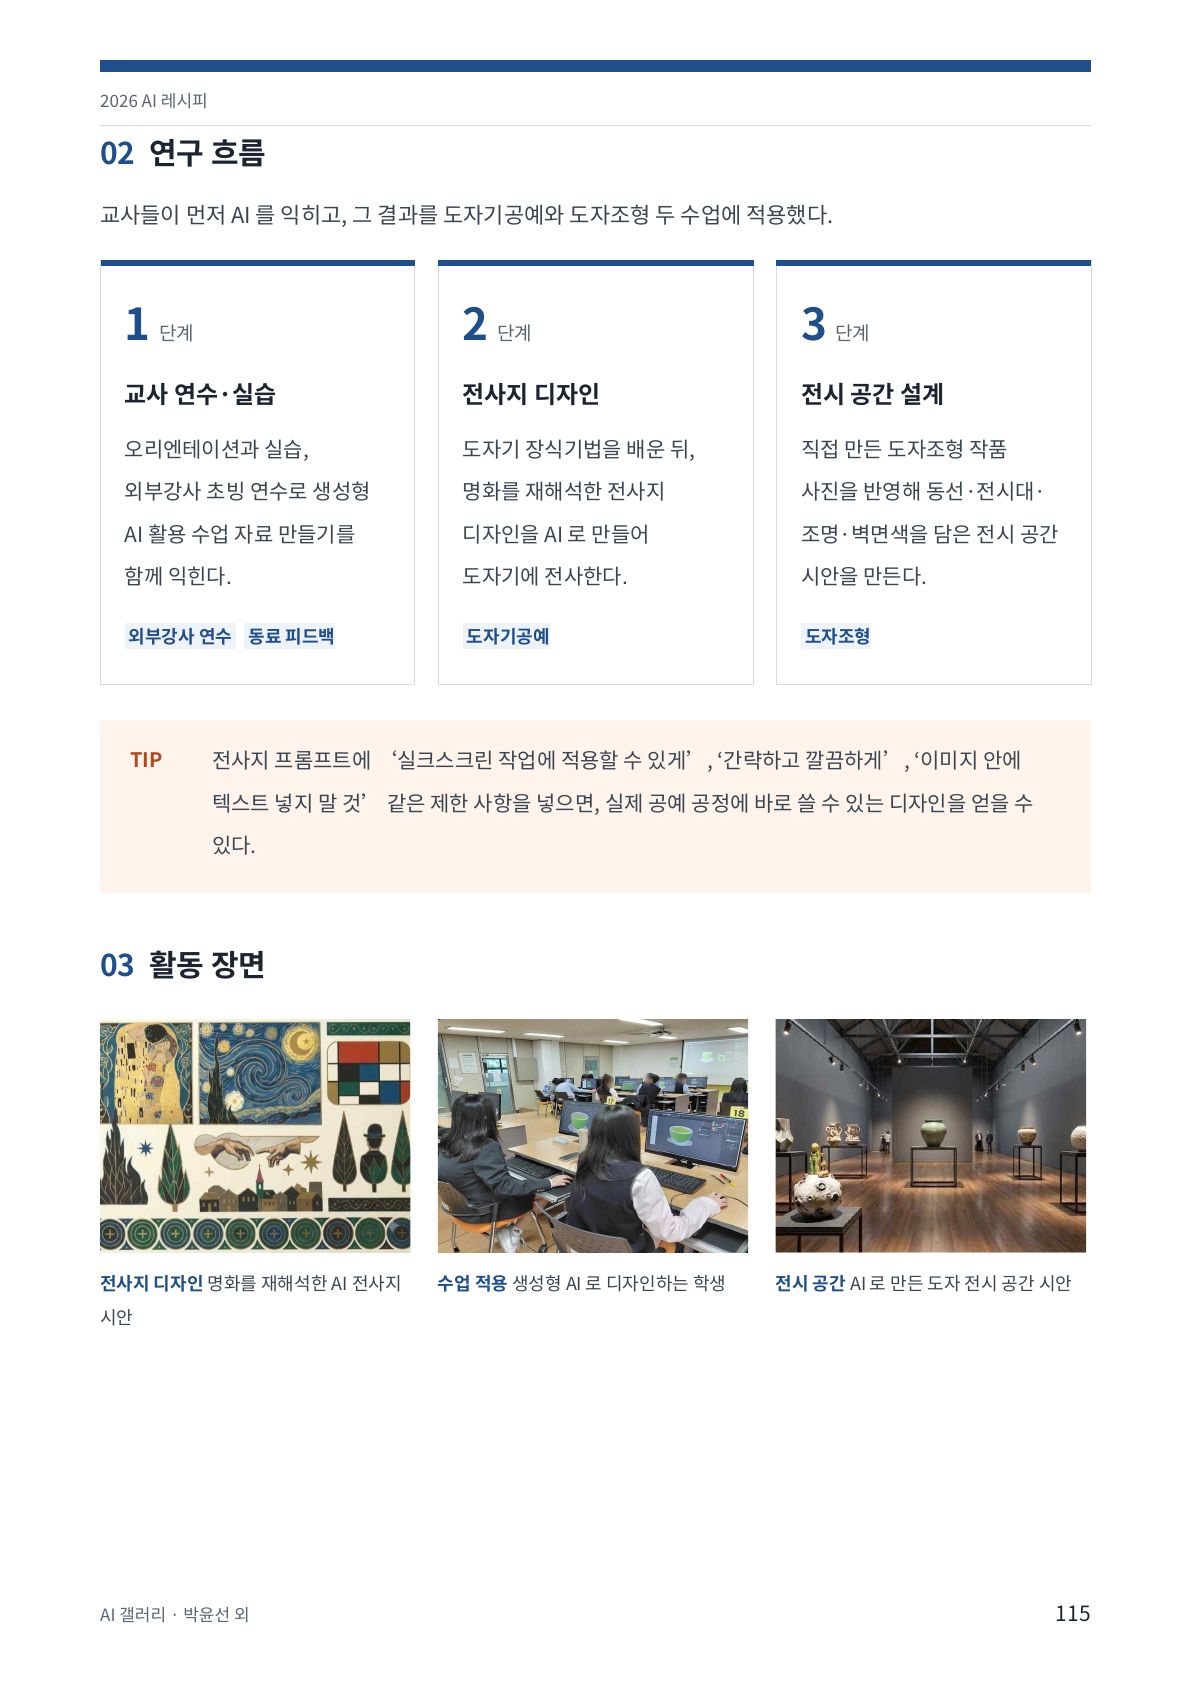 2026 AI 레시피
02 연구 흐름
교사들이 먼저 AI 를 익히고, 그 결과를 도자기공예와 도자조형 두 수업에 적용했다.
1 단계
교사 연수·실습
오리엔테이션과 실습,
외부강사 초빙 연수로 생성형
AI 활용 수업 자료 만들기를
함께 익힌다.
외부강사 연수 동료 피드백
2 단계
전사지 디자인
도자기 장식기법을 배운 뒤,
명화를 재해석한 전사지
디자인을 AI 로 만들어
도자기에 전사한다.
도자기공예
3 단계
전시 공간 설계
직접 만든 도자조형 작품
사진을 반영해 동선·전시대·
조명·벽면색을 담은 전시 공간
시안을 만든다.
도자조형
TIP
전사지 프롬프트에 ‘실크스크린 작업에 적용할 수 있게’, ‘간략하고 깔끔하게’, ‘이미지 안에
텍스트 넣지 말 것’ 같은 제한 사항을 넣으면, 실제 공예 공정에 바로 쓸 수 있는 디자인을 얻을 수
있다.
03 활동 장면
17
18
전사지 디자인 명화를 재해석한 AI 전사지
시안
수업 적용 생성형 AI 로 디자인하는 학생
전시 공간 AI 로 만든 도자 전시 공간 시안
AI 갤러리 · 박윤선 외
115